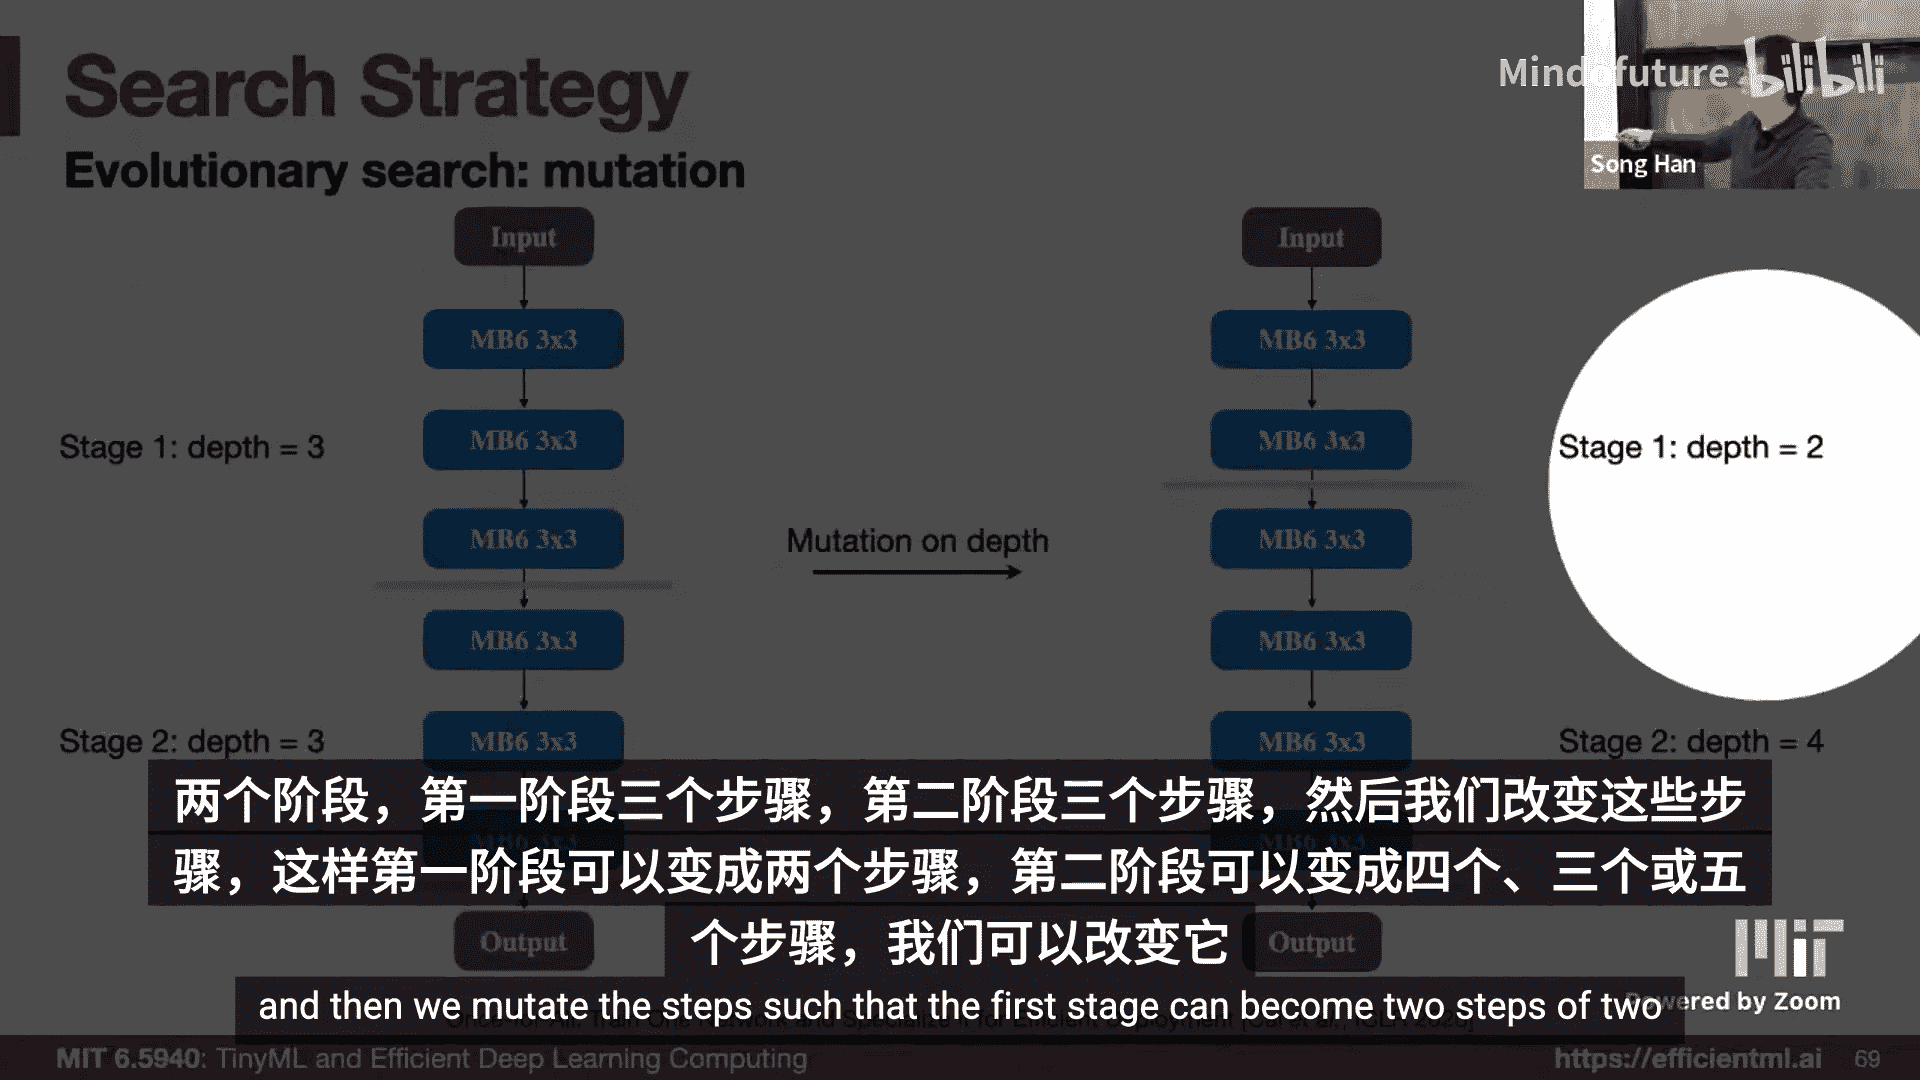 Search Strategy
Mindofuture bilibili
Song Han
Evolutionary search: mutation
Input
Input
MB6 3x3
MB6 3x3
Stage 1: depth = 3
MB6 3x3
MB6 3x3
Stage 1: depth = 2
MB6 3x3
Mutation on depth
MB6 3x3
MB6 3x3
MB6 3x3
Stage 2: depth = 3
MB6 3x3
MB6 3x3
Stage 2: depth = 4
两个阶段，第一阶段三个步骤，第二阶段三个步骤，然后我们改变这些步
骤，这样第一阶段可以变成两个步骤，第二阶段可以变成四个、三个或五
个步骤，我们可以改变它
Output
Output
MIT
and then we mutate the steps such that the first stage can become two steps of two
Powered by Zoom
MIT 6.5940: TinyML and Efficient Deep Learning Computing
https://efficientml.ai
69